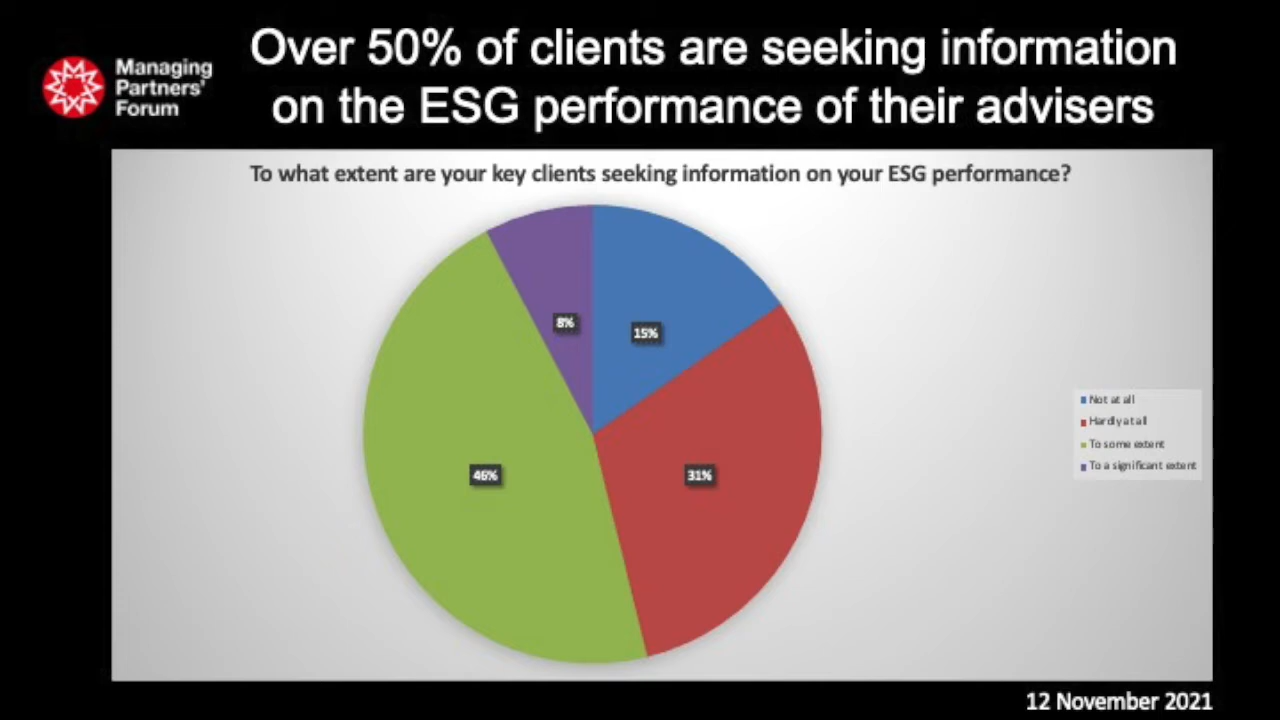 Managing
Partners'
Forum
Over 50% of clients are seeking information
on the ESG performance of their advisers
To what extent are your key clients seeking information on your ESG performance?
8%
15%
46%
31%
Not at all
Hardly at all
To some extent
To a significant extent
12 November 2021